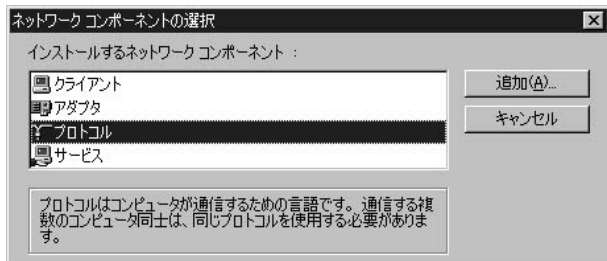 ネットワーク コンポーネントの選択
インストールするネットワーク コンポーネント :
クライアント
アダプタ
プロトコル
サービス
追加(A)...
キャンセル
プロトコルはコンピュータが通信するための言語です。通信する複
数のコンピュータ同士は、同じプロトコルを使用する必要がありま
す。